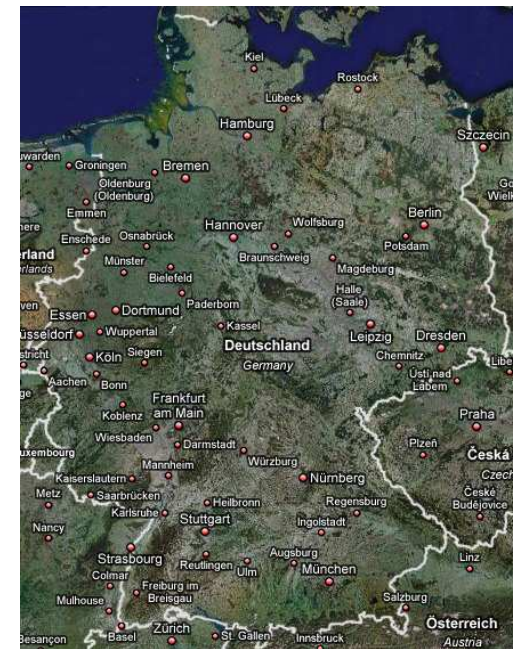 Kiel
Rostock
Lübeck
Hamburg
Szczecin
Groningen
Bremen
Oldenburg
(Oldenburg)
Emmen
Berlin
Hannover
Wolfsburg
Osnabrück
Enschede
Potsdam
Braunschweig
Münster
Magdeburg
Bielefeld
Halle
(Saale)
Paderborn
Essen
Dortmund
Kassel
Leipzig
Wuppertal
Dresden
Deutschland
Germany
Köln
Siegen
Chemnitz
Ústí nad
Labem
Aachen
Bonn
Frankfurt
am Main
Koblenz
Praha
Wiesbaden
Darmstadt
Plzeň
Würzburg
Česká
Mannheim
Kaiserslautern
Nürnberg
Metz
Saarbrücken
České
Budějovice
Heilbronn
Regensburg
Karlsruhe
Stuttgart
Ingolstadt
Nancy
Strasbourg
Augsburg
Linz
Reutlingen
Ulm
München
Colmar
Freiburg im
Breisgau
Mulhouse
Salzburg
Österreich
Austria
Basel
Zürich
St. Gallen
Innsbruck